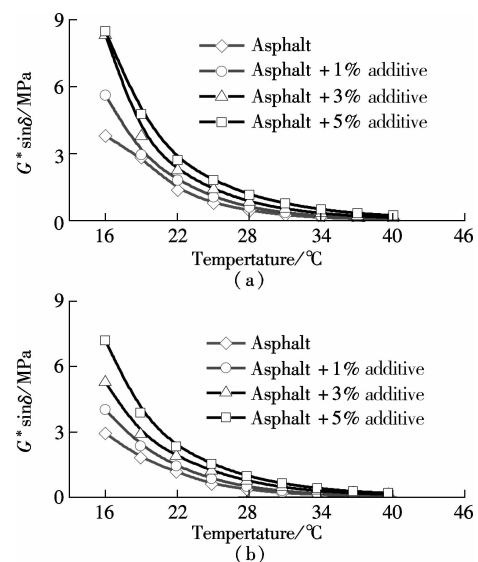 9
6
3
0
G* sinδ/MPa
Asphalt
Asphalt +1% additive
Asphalt +3% additive
Asphalt +5% additive
16 22 28 34 40 46
Tempertature/℃
(a)
9
6
3
0
G* sinδ/MPa
Asphalt
Asphalt +1% additive
Asphalt +3% additive
Asphalt +5% additive
16 22 28 34 40 46
Tempertature/℃
(b)